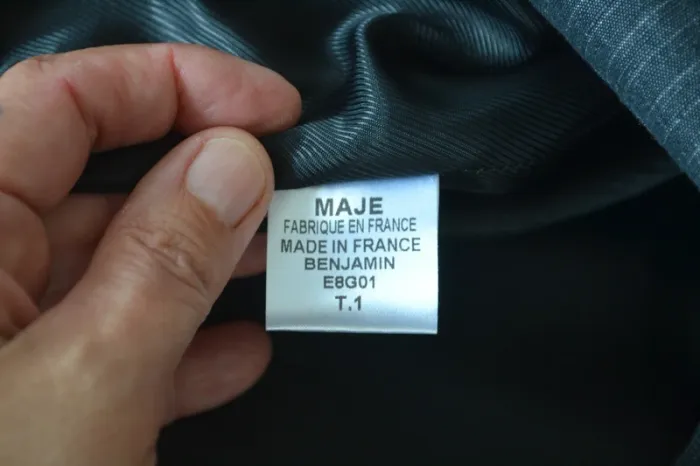 MAJE
FABRIQUE EN FRANCE
MADE IN FRANCE
BENJAMIN
E8G01
T.1